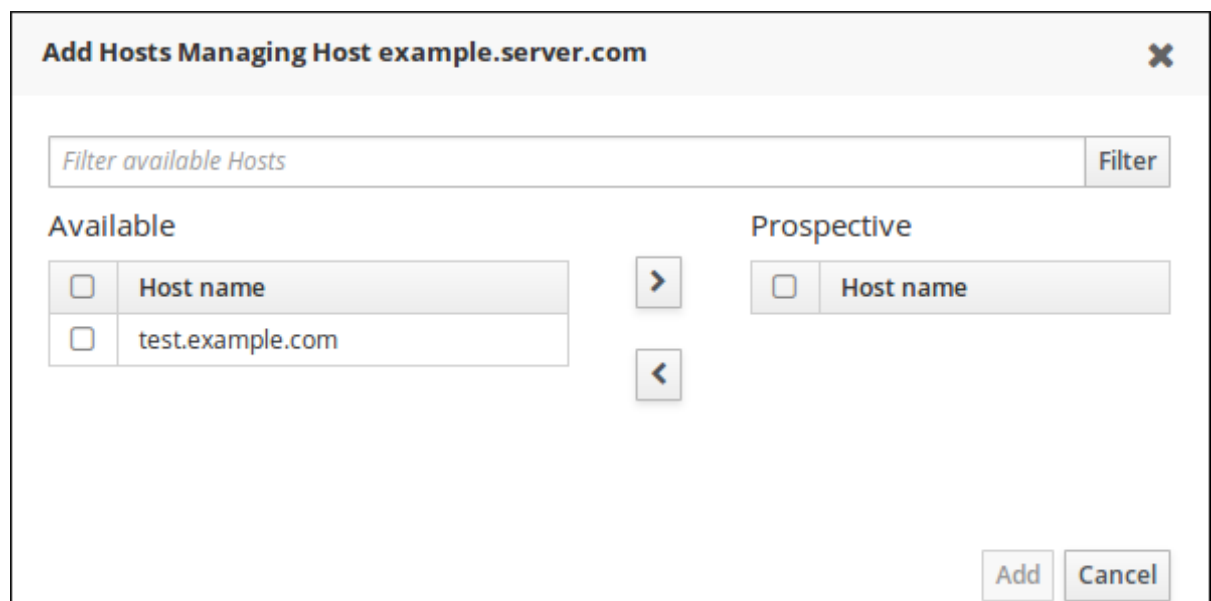 Add Hosts Managing Host example.server.com
Filter available Hosts
Filter
Available
Prospective
Host name
Host name
test.example.com
Add
Cancel